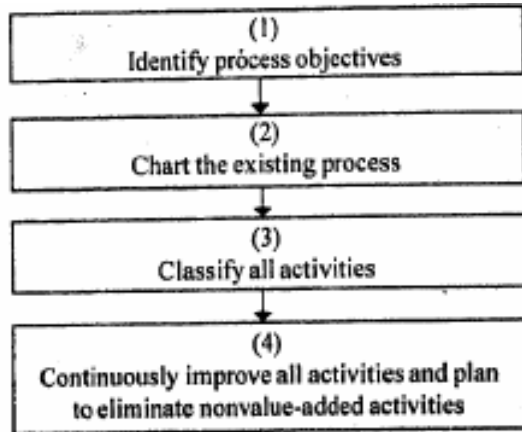 (1)
Identify process objectives
(2)
Chart the existing process
(3)
Classify all activities
(4)
Continuously improve all activities and plan
to eliminate nonvalue-added activities